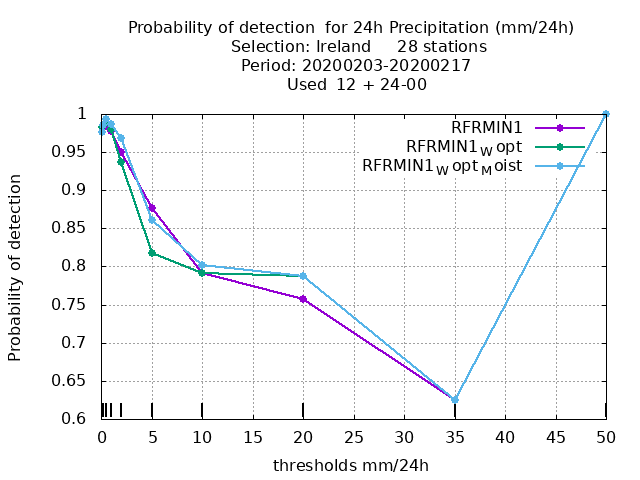 Probability of detection  for 24h Precipitation (mm/24h)
Selection: Ireland     28 stations
Period: 20200203-20200217
Used  12 + 24-00
RFRMIN1
RFRMIN1WOpt
RFRMIN1WoptMoist
Probability of detection
1
0.95
0.9
0.85
0.8
0.75
0.7
0.65
0.6
0 5 10 15 20 25 30 35 40 45 50
thresholds mm/24h